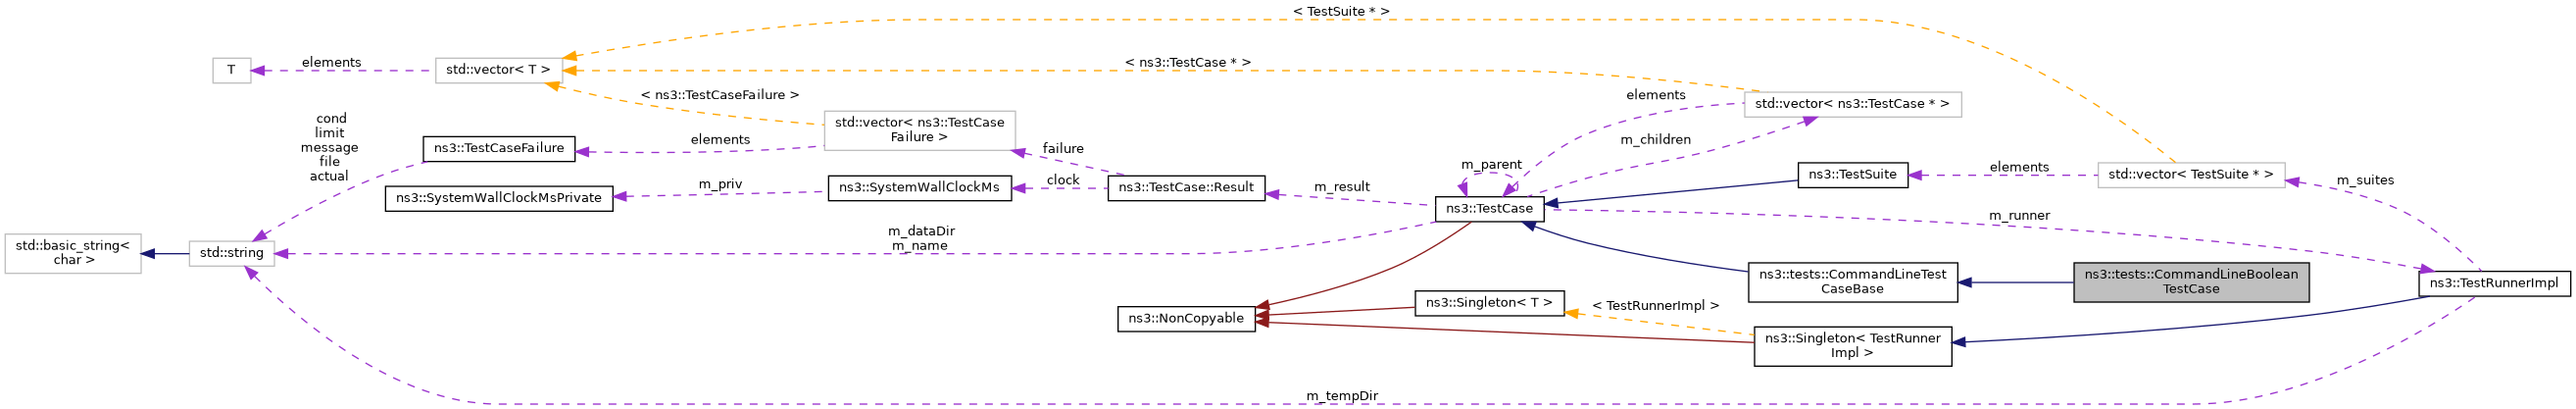 < TestSuite * >
T
elements
std::vector< T >
< ns3::TestCase * >
< ns3::TestCaseFailure >
std::vector< ns3::TestCase
Failure >
elements
std::vector< ns3::TestCase * >
cond
limit
message
file
actual
ns3::TestCaseFailure
elements
failure
m_children
m_parent
ns3::SystemWallClockMsPrivate
m_priv
ns3::SystemWallClockMs
clock
ns3::TestCase::Result
m_result
ns3::TestCase
ns3::TestSuite
elements
std::vector< TestSuite * >
m_suites
m_runner
std::basic_string<
char >
std::string
m_dataDir
m_name
ns3::tests::CommandLineTest
CaseBase
ns3::tests::CommandLineBoolean
TestCase
ns3::TestRunnerImpl
ns3::NonCopyable
ns3::Singleton< T >
< TestRunnerImpl >
ns3::Singleton< TestRunner
Impl >
m_tempDir